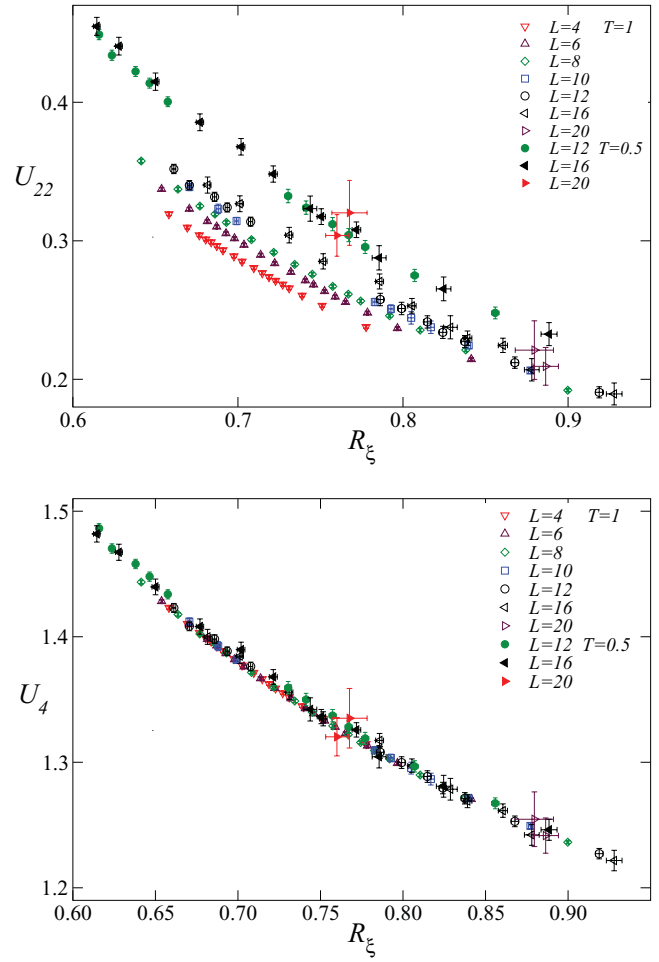 L=4 T=1
L=6
L=8
L=10
L=12
L=16
L=20
L=12 T=0.5
L=16
L=20
0.4
0.3
0.2
U22
0.6 0.7 0.8 0.9
Rξ
1.5
1.4
1.3
1.2
U4
L=4 T=1
L=6
L=8
L=10
L=12
L=16
L=20
L=12 T=0.5
L=16
L=20
0.60 0.65 0.70 0.75 0.80 0.85 0.90
Rξ